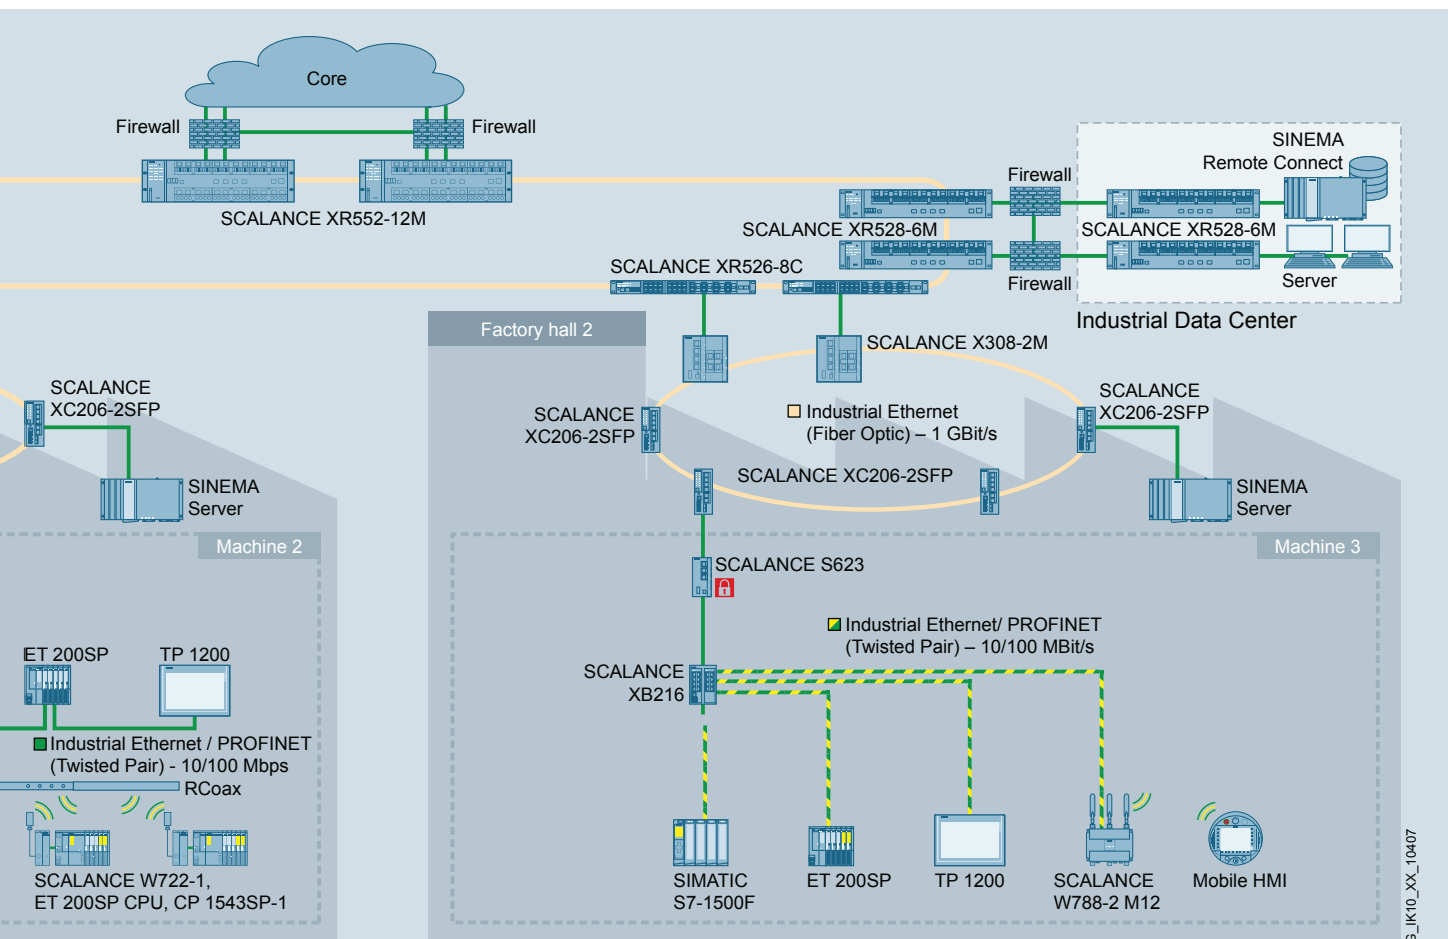 Core
Firewall
Firewall
SCALANCE XR552-12M
SINEMA
Remote Connect
Firewall
SCALANCE XR528-6M
SCALANCE XR528-6M
SCALANCE XR526-8C
Firewall
Server
Industrial Data Center
Factory hall 2
SCALANCE X308-2M
SCALANCE
XC206-2SFP
SCALANCE
XC206-2SFP
Industrial Ethernet
(Fiber Optic) – 1 GBit/s
SCALANCE
XC206-2SFP
SCALANCE XC206-2SFP
SINEMA
Server
SINEMA
Server
Machine 2
Machine 3
SCALANCE S623
Industrial Ethernet/ PROFINET
(Twisted Pair) – 10/100 MBit/s
ET 200SP
TP 1200
SCALANCE
XB216
Industrial Ethernet / PROFINET
(Twisted Pair) - 10/100 Mbps
RCoax
SCALANCE W722-1,
ET 200SP CPU, CP 1543SP-1
SIMATIC
S7-1500F
ET 200SP
TP 1200
SCALANCE
W788-2 M12
Mobile HMI
G_IK10_XX_10407